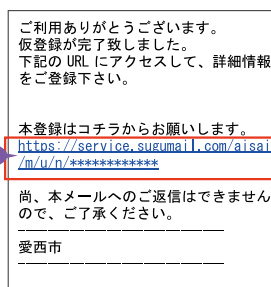 ご利用ありがとうございます。
仮登録が完了致しました。
下記の URL にアクセスして、詳細情報
をご登録下さい。
本登録はコチラからお願いします。
https://service.sugumail.com/aisai
/m/u/n/************
尚、本メールへのご返信はできません
ので、ご了承ください。
愛西市